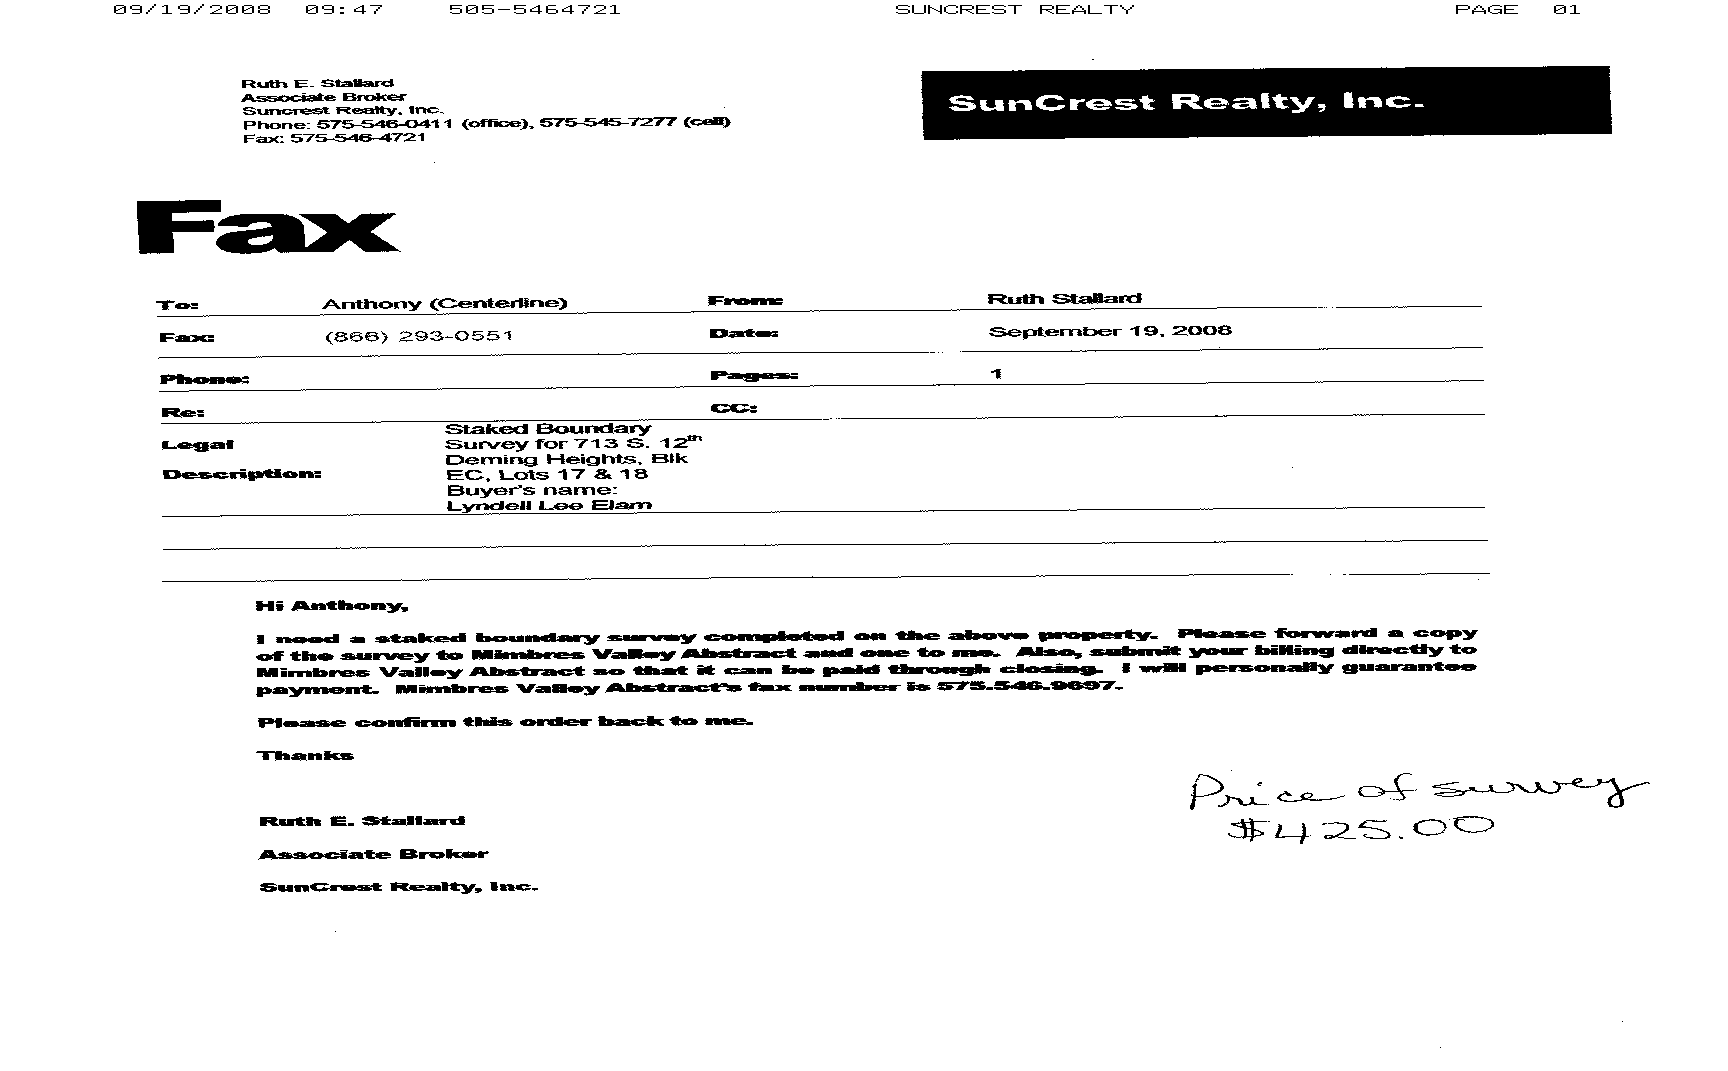 09/19/2008 09:47 505-5464721 SUNCREST REALTY PAGE 01
Ruth E. Stallard
Associate Broker
Suncrest Realty, Inc.
Phone: 575-546-0411 (office), 575-545-7277 (cell)
Fax: 575-546-4721
SunCrest Realty, Inc.
Fax
To: Anthony (Centerline) From: Ruth Stallard
Fax: (866) 293-0551 Date: September 19, 2008
Phone: Pages: 1
Re: CC:
Legal Description:
Staked Boundary
Survey for 713 S. 12th
Deming Heights, Blk
EC, Lots 17 & 18
Buyer's name:
Lyndell Lee Elam
Hi Anthony,
I need a staked boundary survey completed on the above property. Please forward a copy
of the survey to Mimbres Valley Abstract and one to me. Also, submit your billing directly to
Mimbres Valley Abstract so that it can be paid through closing. I will personally guarantee
payment. Mimbres Valley Abstract's fax number is 575.546.9697.
Please confirm this order back to me.
Thanks
Price of survey
$425.00
Ruth E. Stallard
Associate Broker
SunCrest Realty, Inc.